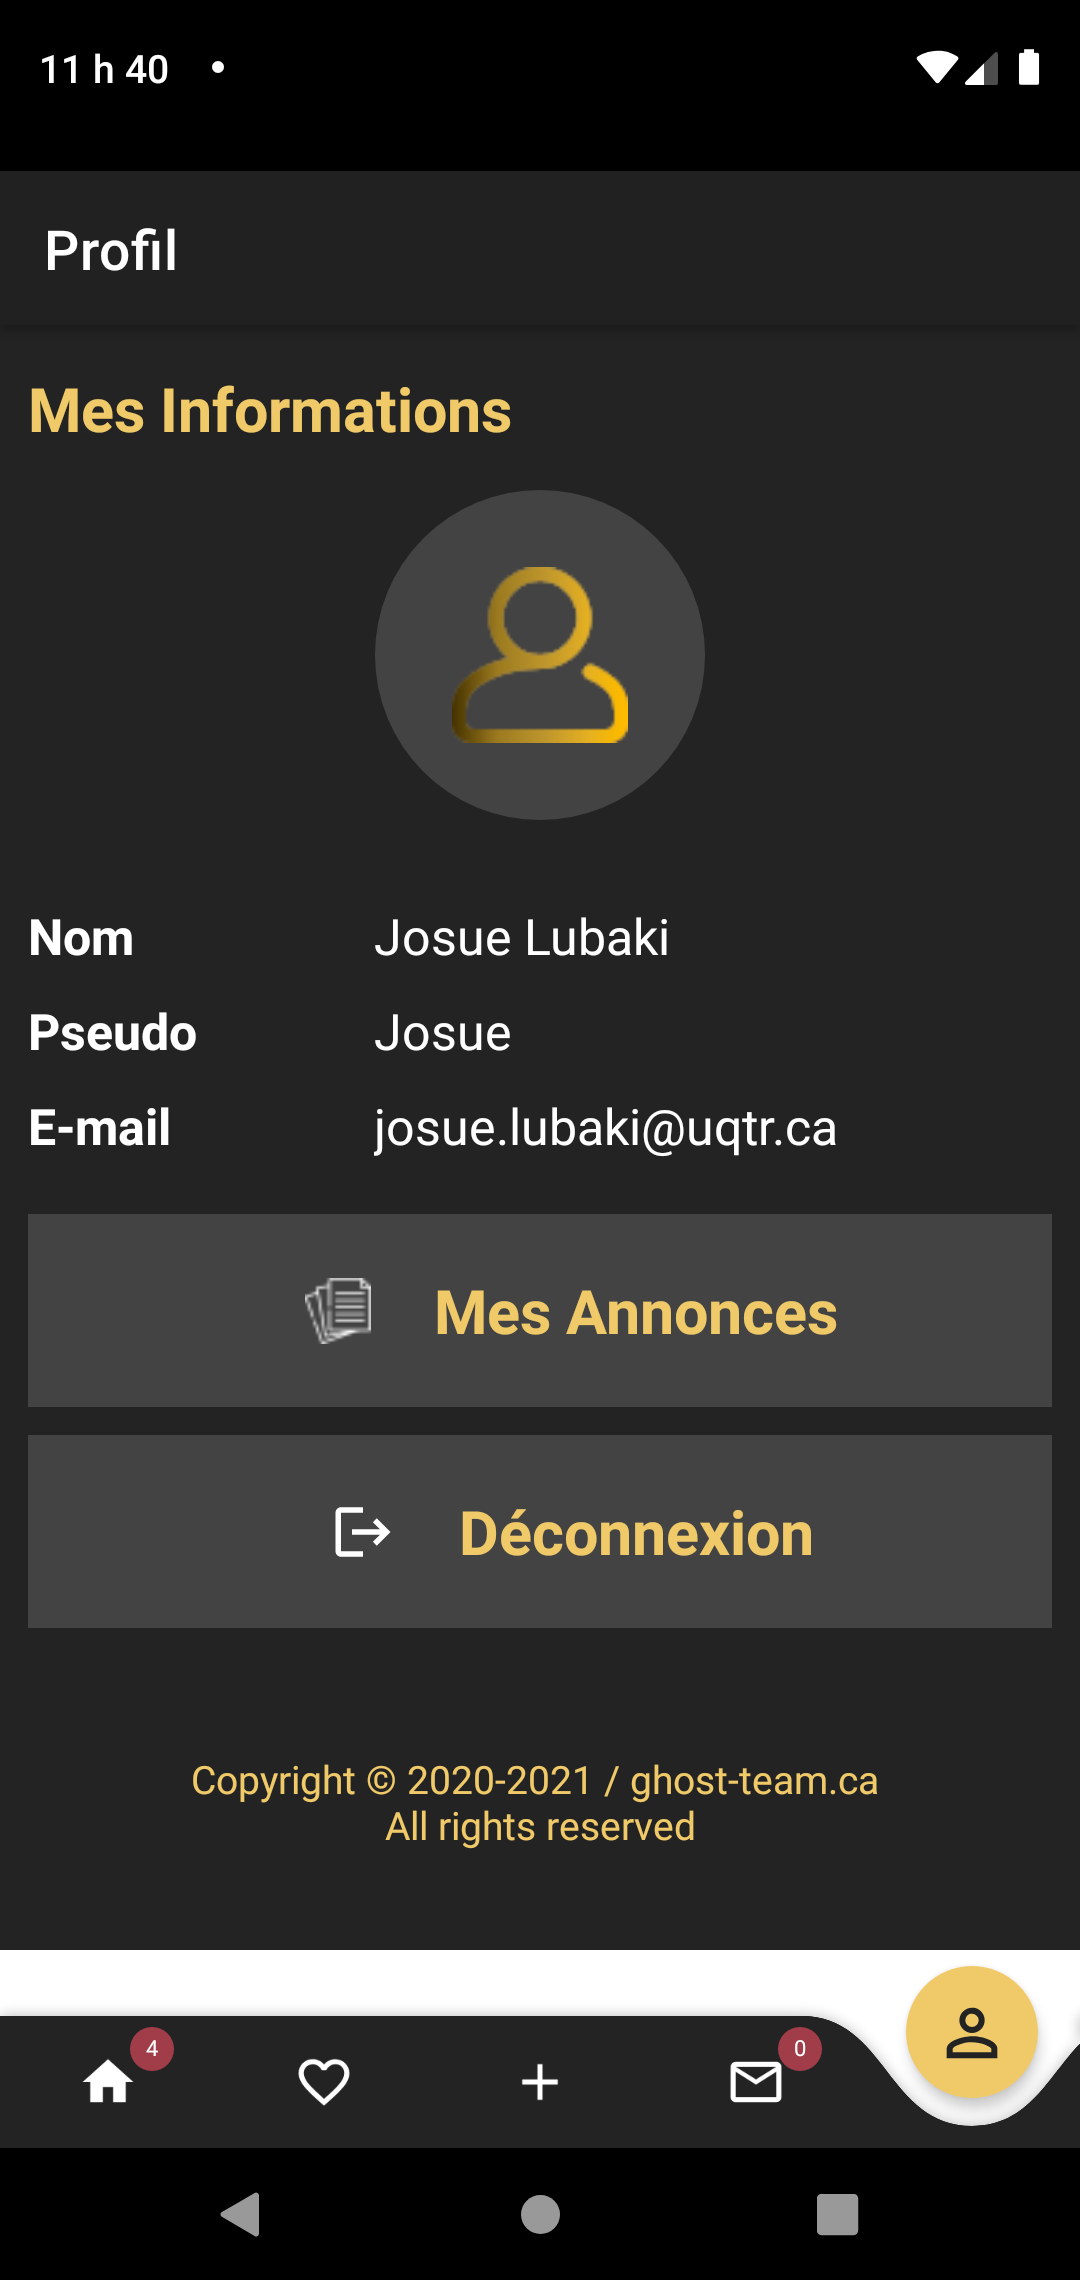 11 h 40
Profil
Mes Informations
Nom Josue Lubaki
Pseudo Josue
E-mail josue.lubaki@uqtr.ca
Mes Annonces
Déconnexion
Copyright © 2020-2021 / ghost-team.ca
All rights reserved
4 0